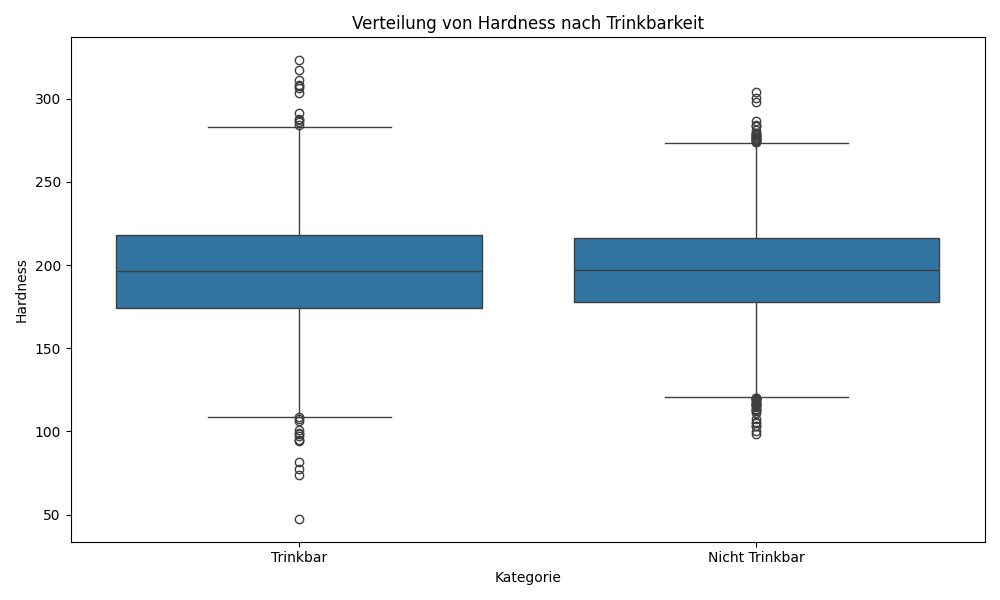 Verteilung von Hardness nach Trinkbarkeit
300
250
200
150
100
50
Hardness
Trinkbar
Nicht Trinkbar
Kategorie